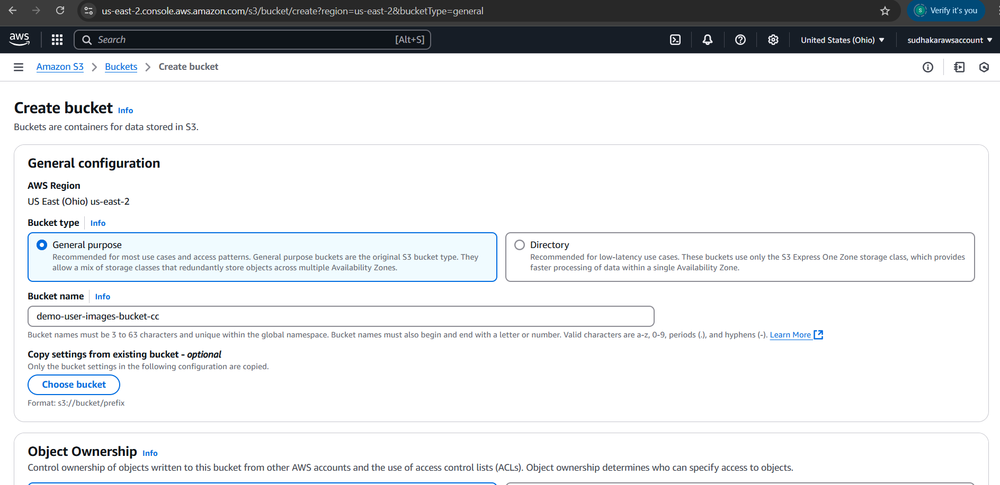 us-east-2.console.aws.amazon.com/s3/bucket/create?region=us-east-2&bucketType=general
S
Verify it's you
aws
Search
[Alt+S]
United States (Ohio)
sudhakarawsaccount
Amazon S3
Buckets
Create bucket
Create bucket Info
Buckets are containers for data stored in S3.
General configuration
AWS Region
US East (Ohio) us-east-2
Bucket type Info
General purpose
Recommended for most use cases and access patterns. General purpose buckets are the original S3 bucket type. They
allow a mix of storage classes that redundantly store objects across multiple Availability Zones.
Directory
Recommended for low-latency use cases. These buckets use only the S3 Express One Zone storage class, which provides
faster processing of data within a single Availability Zone.
Bucket name Info
demo-user-images-bucket-cc
Bucket names must be 3 to 63 characters and unique within the global namespace. Bucket names must also begin and end with a letter or number. Valid characters are a-z, 0-9, periods (.), and hyphens (-). Learn More
Copy settings from existing bucket - optional
Only the bucket settings in the following configuration are copied.
Choose bucket
Format: s3://bucket/prefix
Object Ownership Info
Control ownership of objects written to this bucket from other AWS accounts and the use of access control lists (ACLs). Object ownership determines who can specify access to objects.